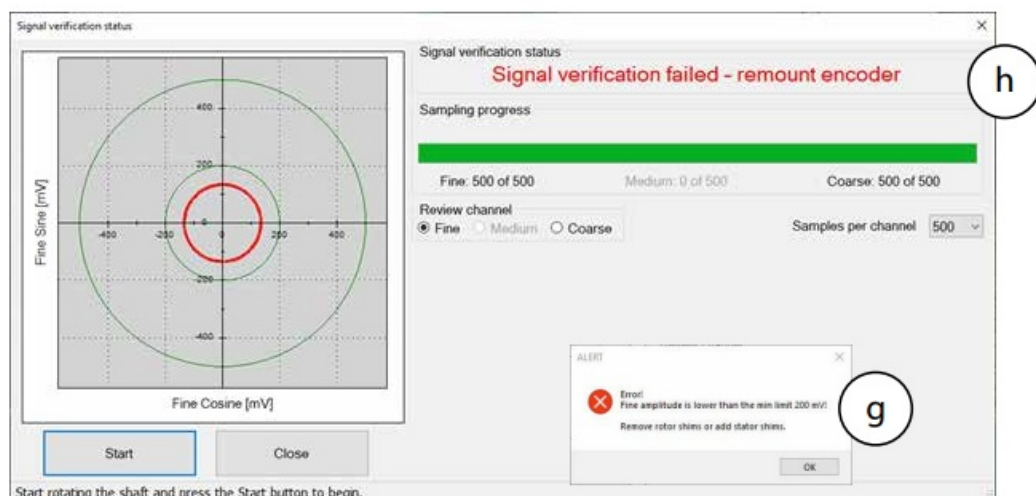 Signal verification status
Signal verification status
Signal verification failed - remount encoder
h
Sampling progress
Fine: 500 of 500 Medium: 0 of 500 Coarse: 500 of 500
Review channel
Fine Medium Coarse
Samples per channel 500
400
200
-400 -200 0 200 400
-200
-400
Fine Sine [mV]
Fine Cosine [mV]
ALERT
Error!
Fine amplitude is lower than the min limit 200 mV!
Remove rotor shims or add stator shims.
OK
g
Start Close
Start rotating the shaft and press the Start button to begin.